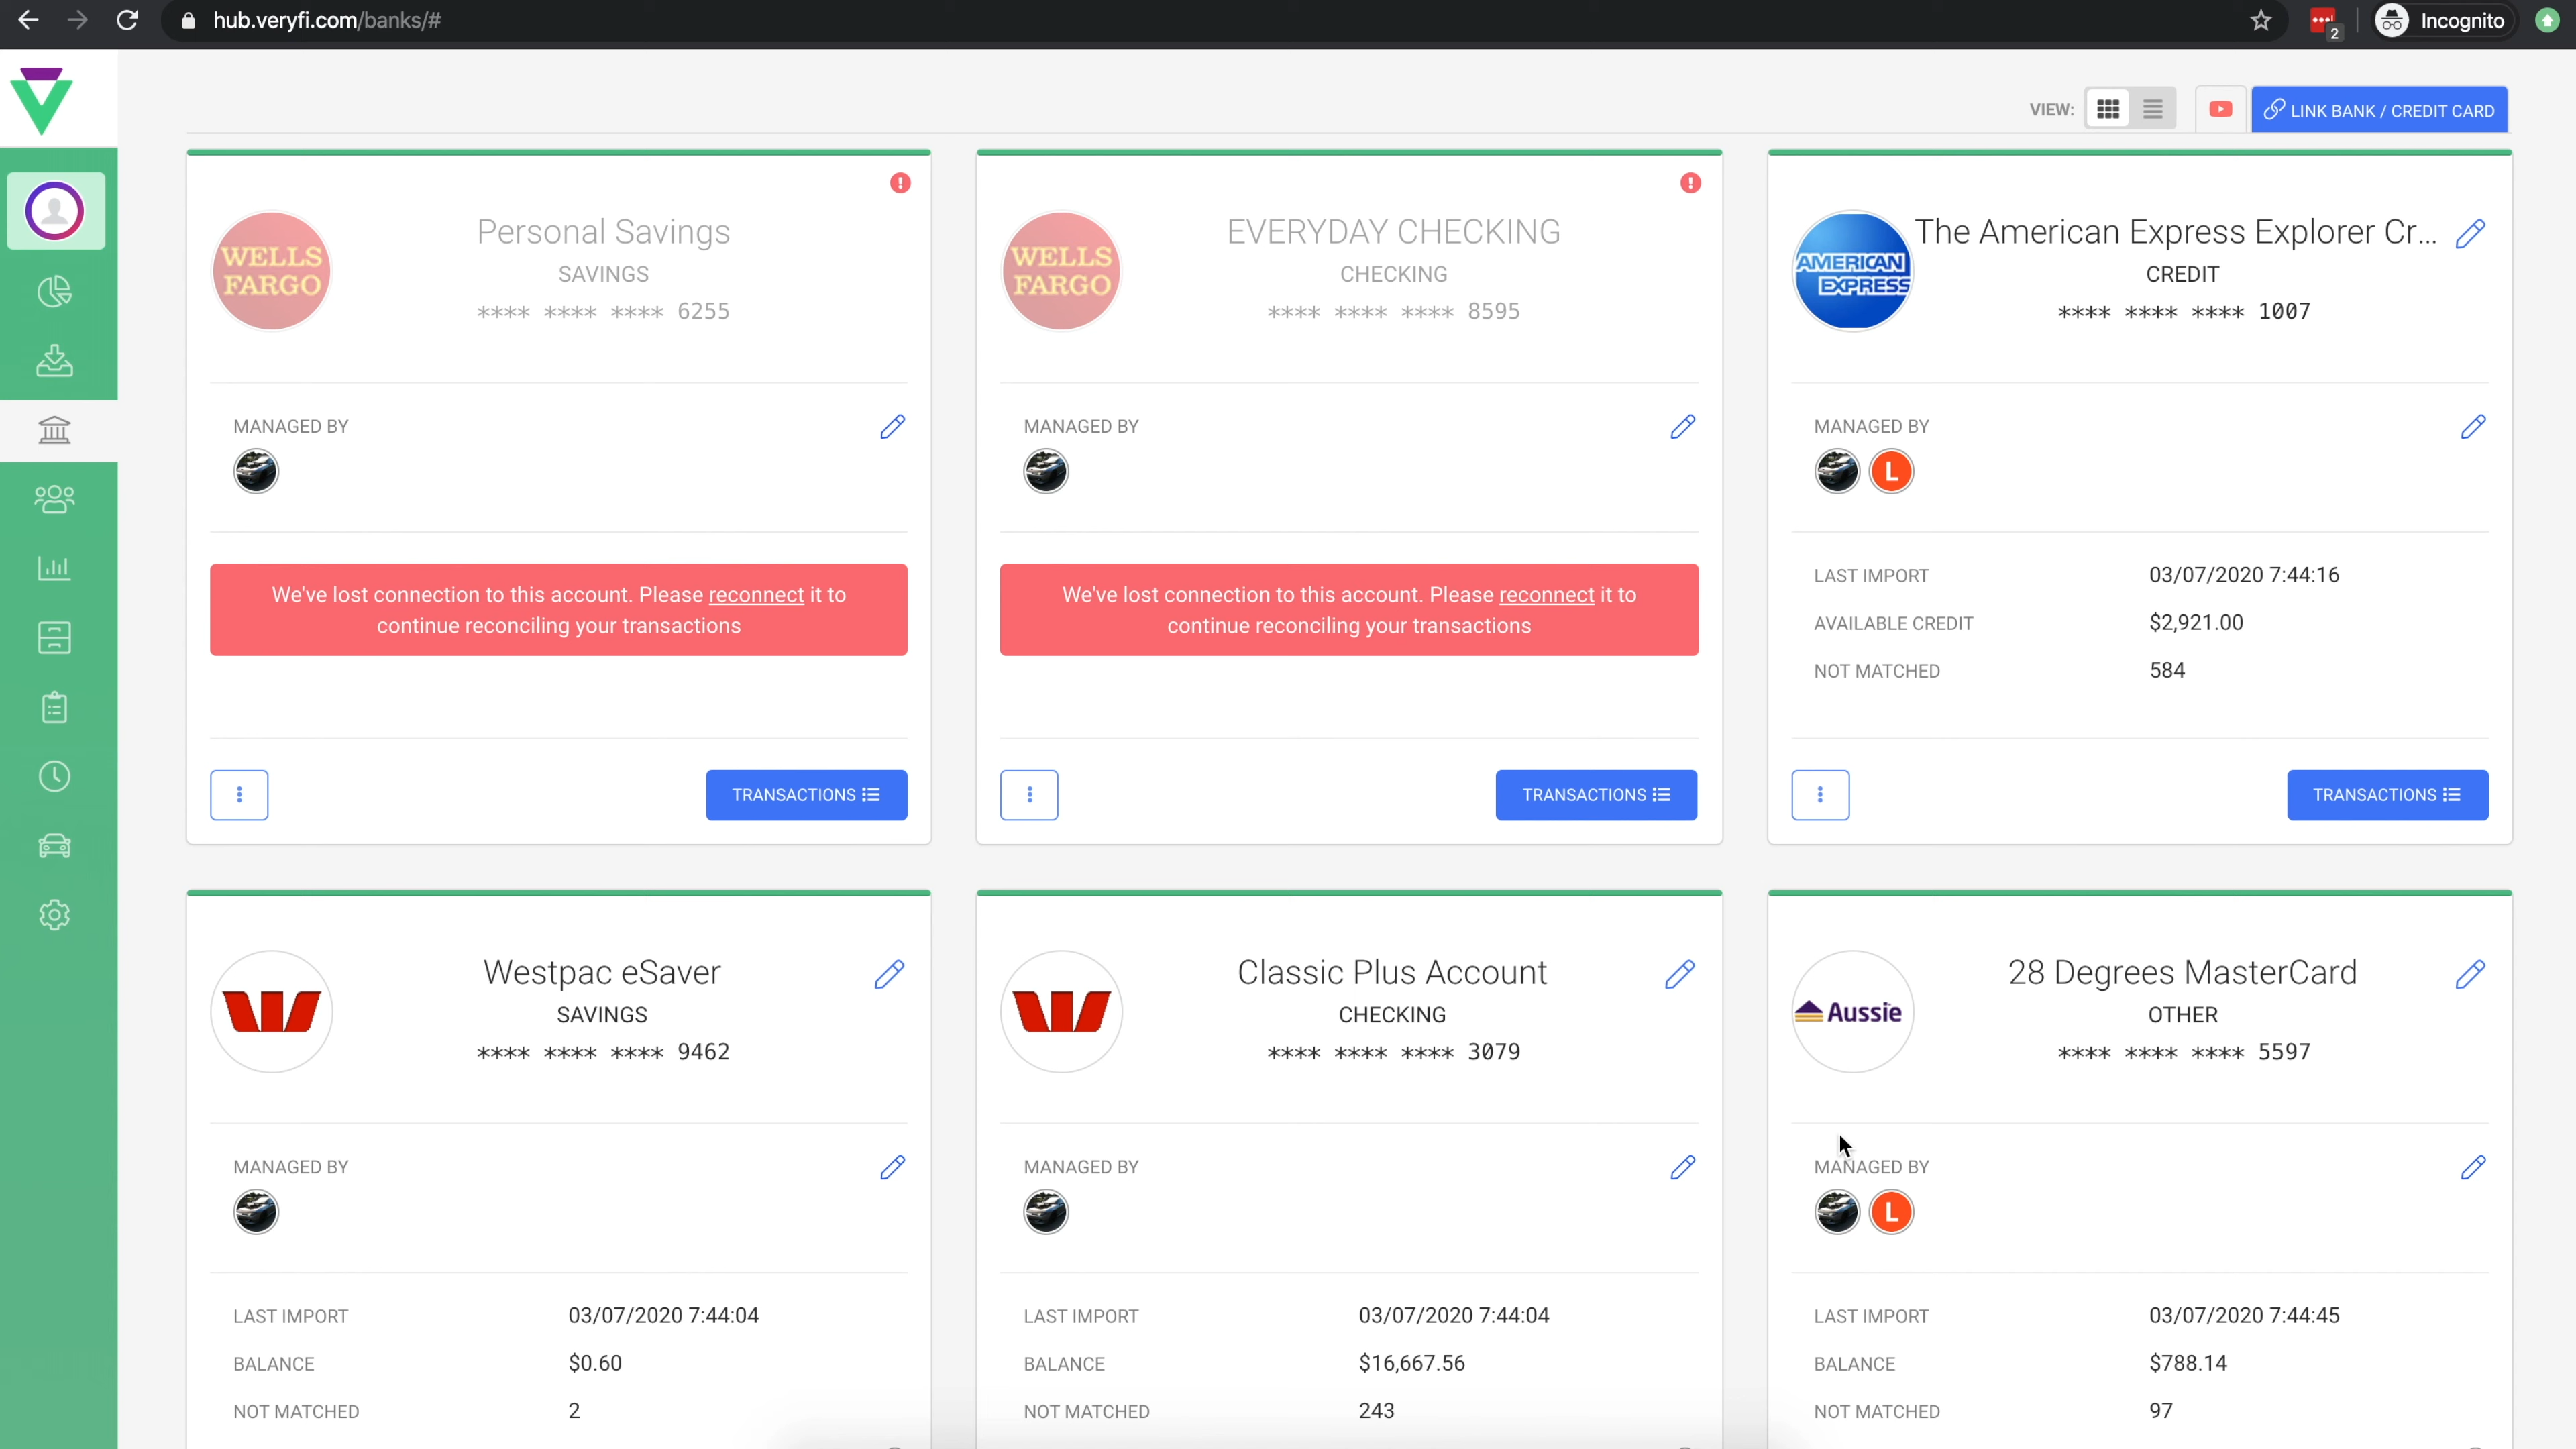 hub.veryfi.com/banks/#
2
Incognito
VIEW:
LINK BANK / CREDIT CARD
WELLS
FARGO
Personal Savings
SAVINGS
**** **** **** 6255
MANAGED BY
We've lost connection to this account. Please reconnect it to
continue reconciling your transactions
TRANSACTIONS
WELLS
FARGO
EVERYDAY CHECKING
CHECKING
**** **** **** 8595
MANAGED BY
We've lost connection to this account. Please reconnect it to
continue reconciling your transactions
TRANSACTIONS
AMERICAN
EXPRESS
The American Express Explorer Cr...
CREDIT
**** **** **** 1007
MANAGED BY
L
LAST IMPORT 03/07/2020 7:44:16
AVAILABLE CREDIT $2,921.00
NOT MATCHED 584
TRANSACTIONS
Westpac eSaver
SAVINGS
**** **** **** 9462
MANAGED BY
LAST IMPORT 03/07/2020 7:44:04
BALANCE $0.60
NOT MATCHED 2
Classic Plus Account
CHECKING
**** **** **** 3079
MANAGED BY
LAST IMPORT 03/07/2020 7:44:04
BALANCE $16,667.56
NOT MATCHED 243
Aussie
28 Degrees MasterCard
OTHER
**** **** **** 5597
MANAGED BY
L
LAST IMPORT 03/07/2020 7:44:45
BALANCE $788.14
NOT MATCHED 97